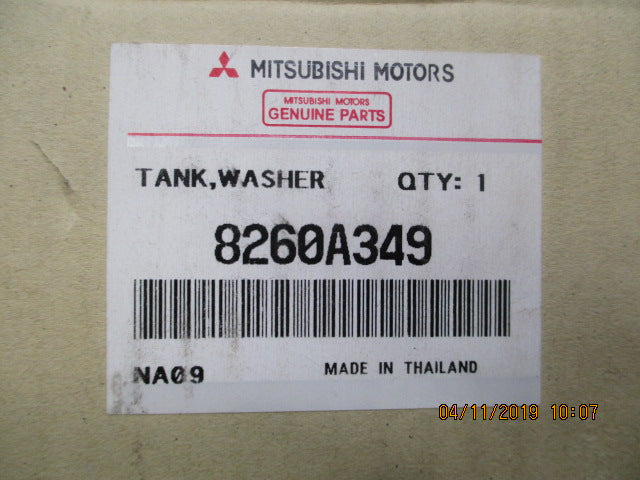 MITSUBISHI MOTORS
MITSUBISHI MOTORS
GENUINE PARTS
TANK,WASHER QTY: 1
8260A349
NA09 MADE IN THAILAND
04/11/2019 10:07